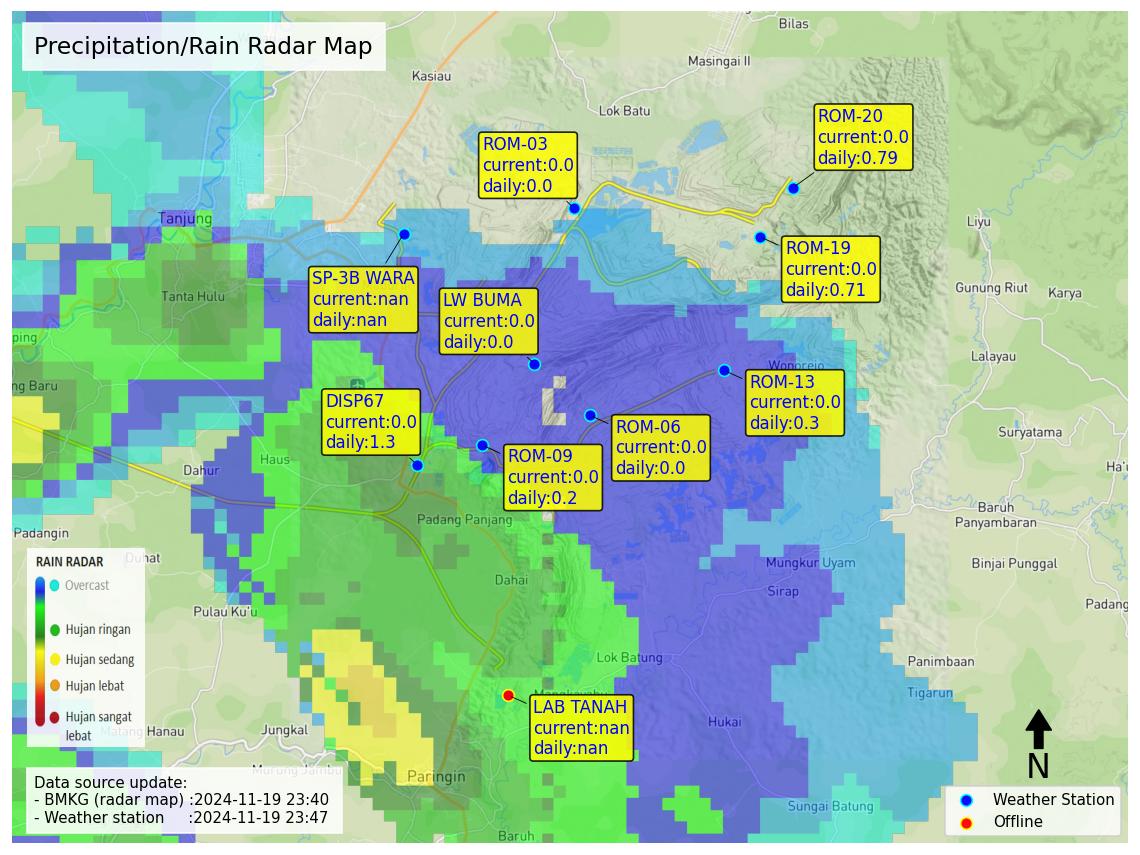 Precipitation/Rain Radar Map
Bilas
Masingai II
Kasiau
Lok Batu
ROM-20
current:0.0
daily:0.79
ROM-03
current:0.0
daily:0.0
Tanjung
Liyu
ROM-19
current:0.0
daily:0.71
SP-3B WARA
current:nan
daily:nan
LW BUMA
current:0.0
daily:0.0
Tanta Hulu
Gunung Riut
Karya
ping
Layau
Wonorejo
ng Baru
ROM-13
current:0.0
daily:0.3
DISP67
current:0.0
daily:1.3
ROM-06
current:0.0
daily:0.0
Suryatama
ROM-09
current:0.0
daily:0.2
Haus
Dahur
Ha'u
Baruh
Panyambaran
Padang Panjang
Padangin
Duhat
Mungkur Uyam
Binjai Punggal
RAIN RADAR
Overcast
Hujan ringan
Hujan sedang
Hujan lebat
Hujan sangat
lebat
Dahai
Sirap
Padang
Pulau Ku'u
Lok Batung
Panimbaan
Tigarun
LAB TANAH
current:nan
daily:nan
Hukai
Matang Hanau
Jungkal
Murung Jambu
Paringin
N
Data source update:
- BMKG (radar map) :2024-11-19 23:40
- Weather station :2024-11-19 23:47
Sungai Batung
Weather Station
Offline
Baruh